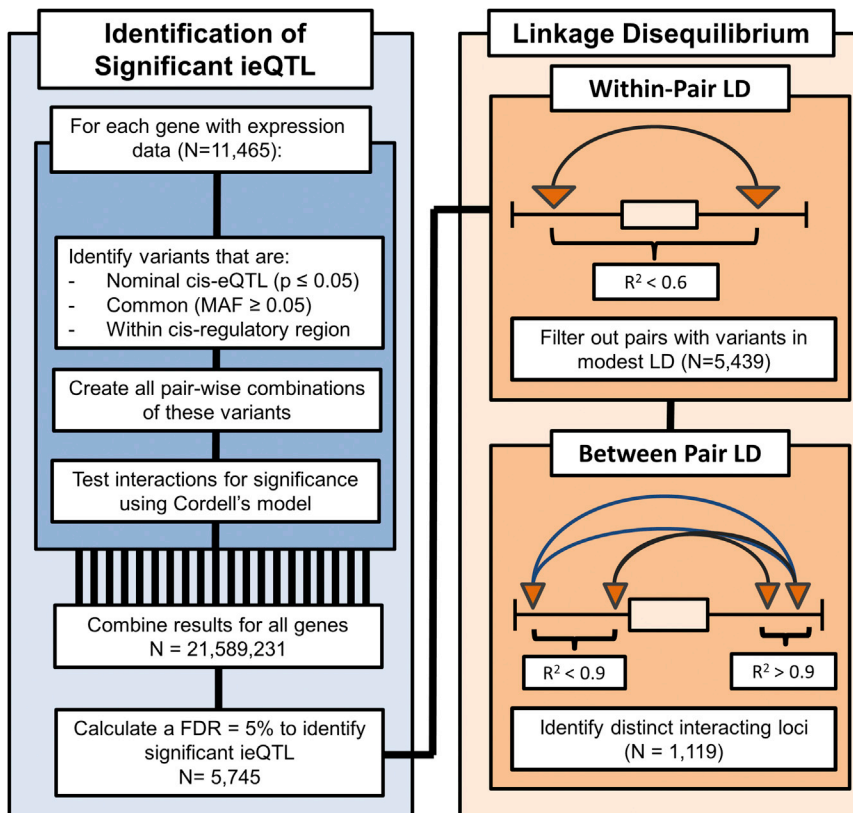 Identification of
Significant ieQTL
For each gene with expression
data (N=11,465):
Identify variants that are:
- Nominal cis-eQTL (p ≤ 0.05)
- Common (MAF ≥ 0.05)
- Within cis-regulatory region
Create all pair-wise combinations
of these variants
Test interactions for significance
using Cordell's model
Combine results for all genes
N = 21,589,231
Calculate a FDR = 5% to identify
significant ieQTL
N= 5,745
Linkage Disequilibrium
Within-Pair LD
R² < 0.6
Filter out pairs with variants in
modest LD (N=5,439)
Between Pair LD
R² < 0.9
R² > 0.9
Identify distinct interacting loci
(N = 1,119)